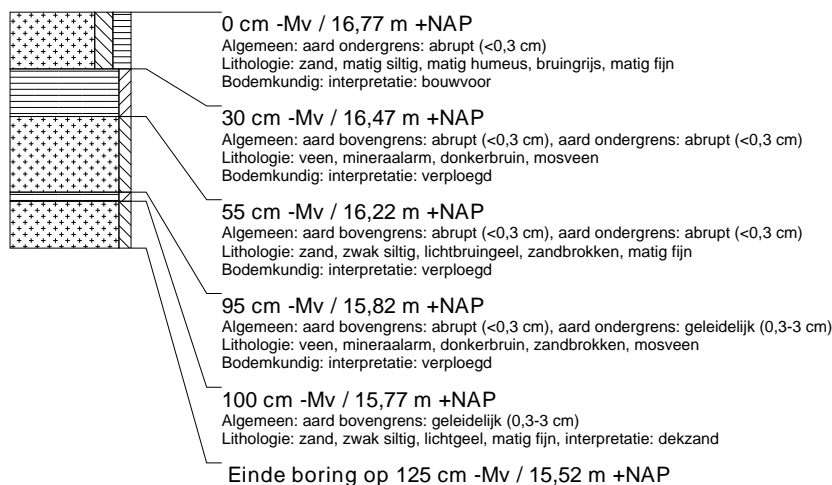 0 cm -Mv / 16,77 m +NAP
Algemeen: aard ondergrens: abrupt (<0,3 cm)
Lithologie: zand, matig siltig, matig humeus, bruingrijs, matig fijn
Bodemkundig: interpretatie: bouwvoor
30 cm -Mv / 16,47 m +NAP
Algemeen: aard bovengrens: abrupt (<0,3 cm), aard ondergrens: abrupt (<0,3 cm)
Lithologie: veen, mineraalarm, donkerbruin, mosveen
Bodemkundig: interpretatie: verploegd
55 cm -Mv / 16,22 m +NAP
Algemeen: aard bovengrens: abrupt (<0,3 cm), aard ondergrens: abrupt (<0,3 cm)
Lithologie: zand, zwak siltig, lichtbruingeel, zandbrokken, matig fijn
Bodemkundig: interpretatie: verploegd
95 cm -Mv / 15,82 m +NAP
Algemeen: aard bovengrens: abrupt (<0,3 cm), aard ondergrens: geleidelijk (0,3-3 cm)
Lithologie: veen, mineraalarm, donkerbruin, zandbrokken, mosveen
Bodemkundig: interpretatie: verploegd
100 cm -Mv / 15,77 m +NAP
Algemeen: aard bovengrens: geleidelijk (0,3-3 cm)
Lithologie: zand, zwak siltig, lichtgeel, matig fijn, interpretatie: dekzand
Einde boring op 125 cm -Mv / 15,52 m +NAP